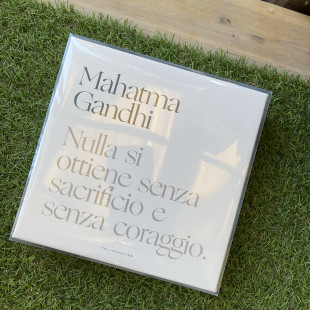 Mahatma
Gandhi
Nulla si
ottiene senza
sacrificio e
senza coraggio.